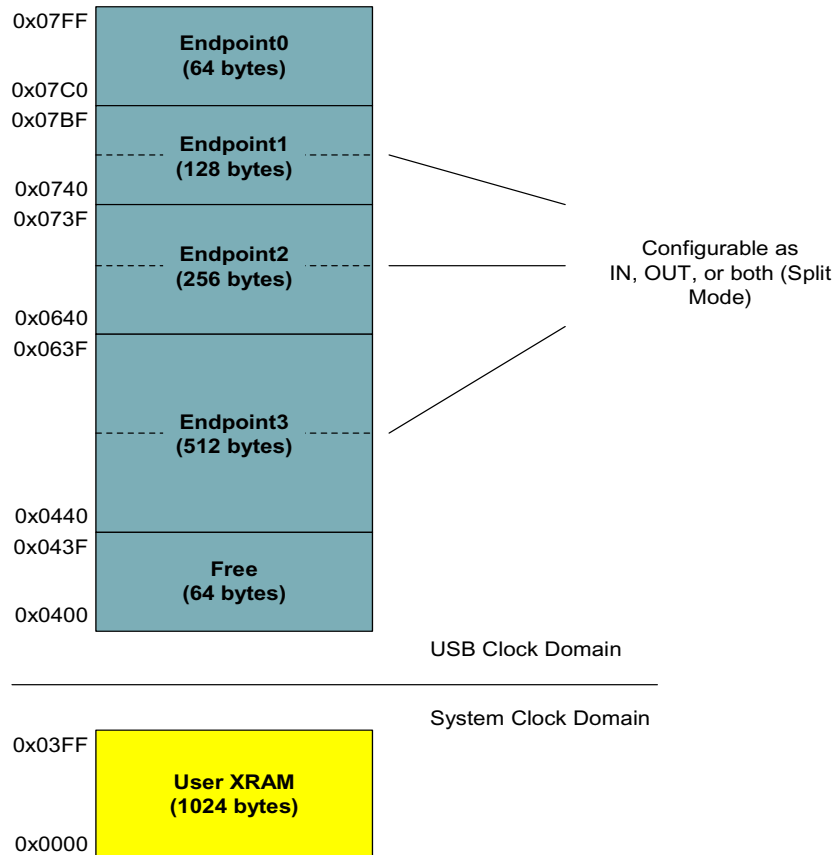 0x07FF
Endpoint0
(64 bytes)
0x07C0
0x07BF
Endpoint1
(128 bytes)
0x0740
0x073F
Endpoint2
(256 bytes)
Configurable as
IN, OUT, or both (Split
Mode)
0x0640
0x063F
Endpoint3
(512 bytes)
0x0440
0x043F
Free
(64 bytes)
0x0400
USB Clock Domain
System Clock Domain
0x03FF
User XRAM
(1024 bytes)
0x0000